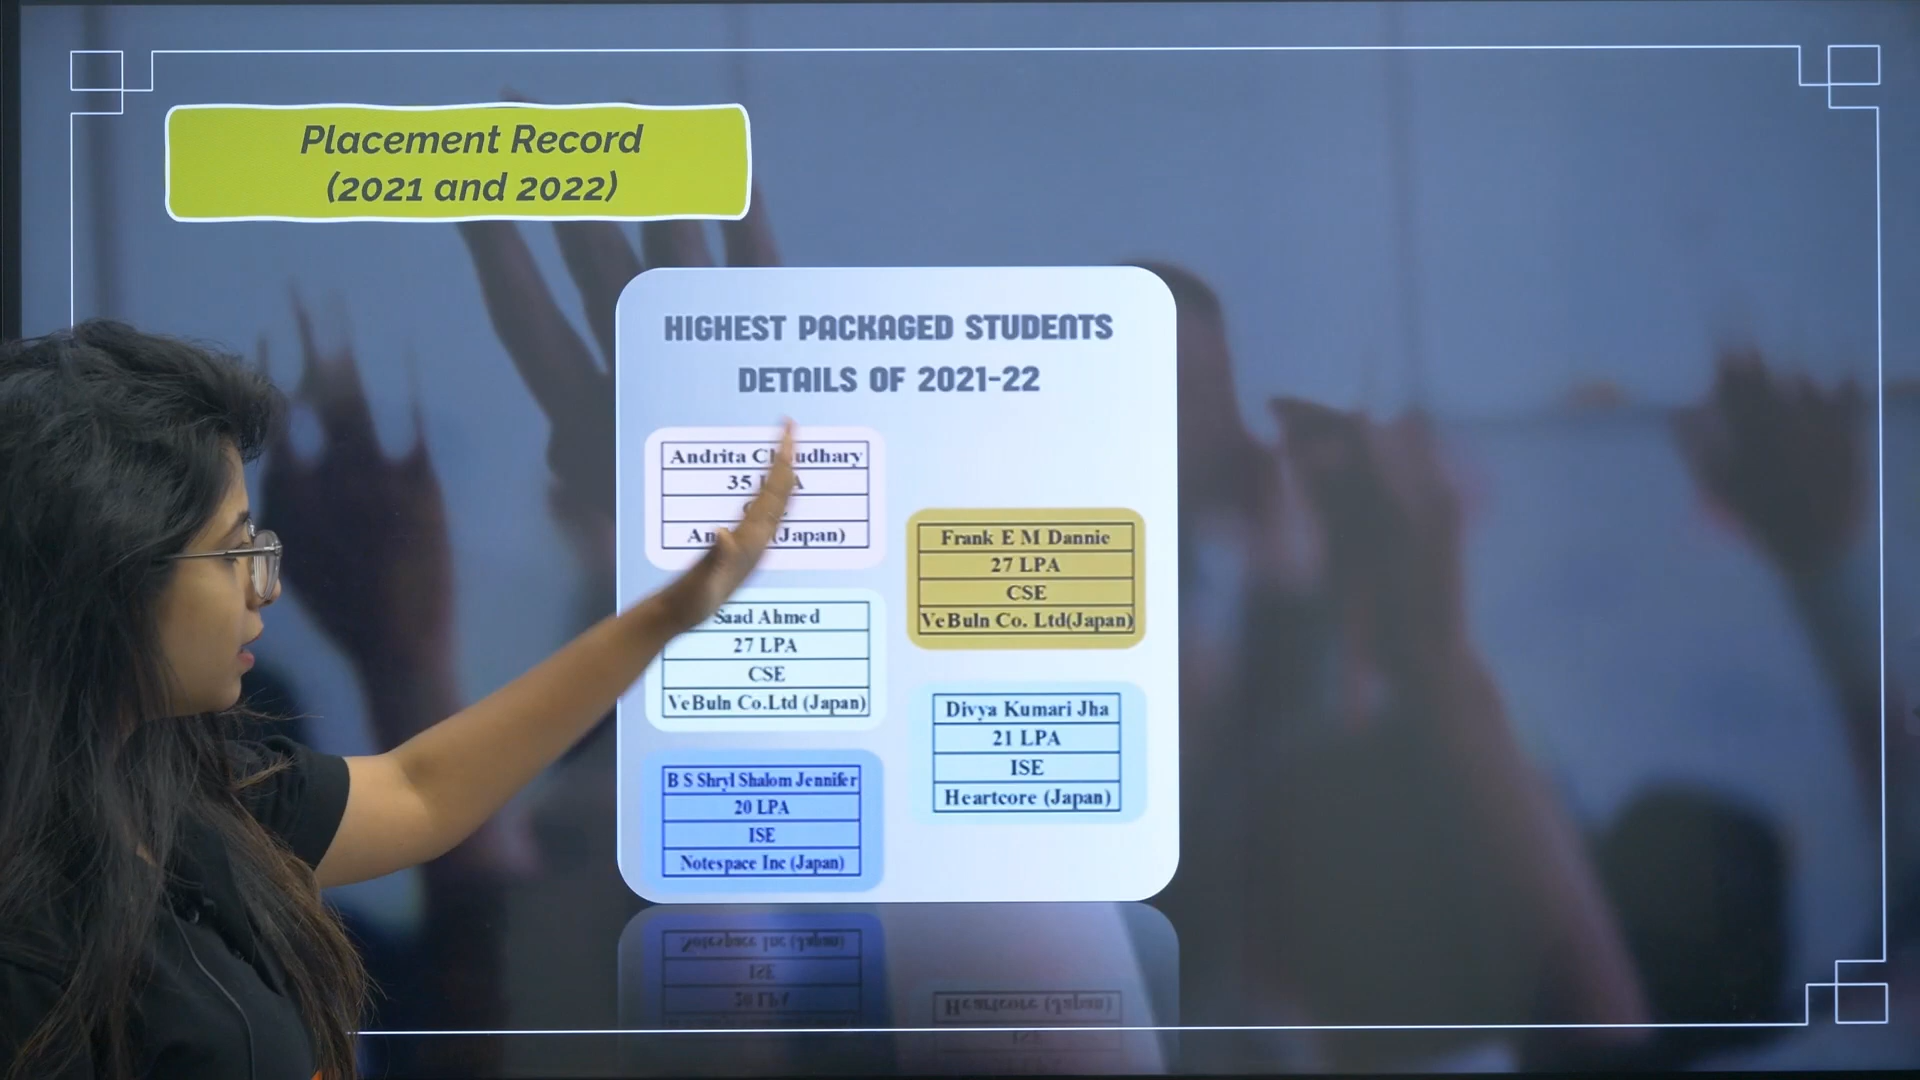 Placement Record
(2021 and 2022)
HIGHEST PACKAGED STUDENTS
DETAILS OF 2021-22
Andrita
35
(Japan)
Saad Ahmed
27 LPA
CSE
VeBuln Co.Ltd (Japan)
B S Shryl Shalom Jennifer
20 LPA
ISE
Notespace Inc (Japan)
Frank E M Dannie
27 LPA
CSE
VeBuln Co. Ltd(Japan)
Divya Kumari Jha
21 LPA
ISE
Heartcore (Japan)